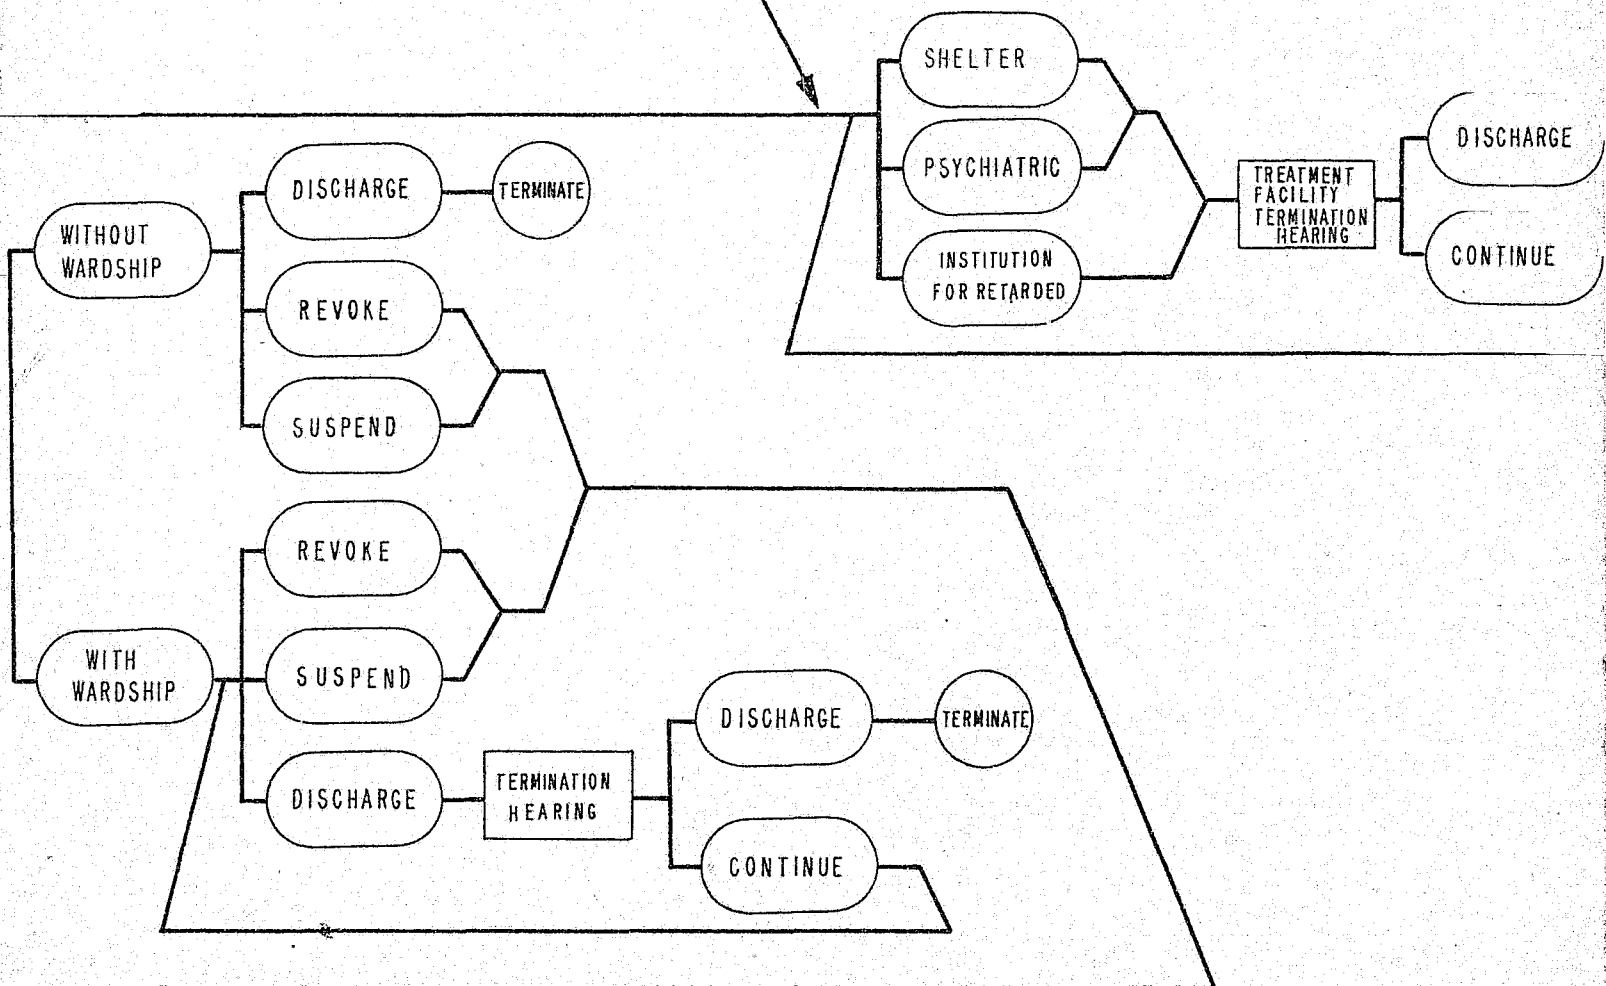 SHELTER
PSYCHIATRIC
INSTITUTION
FOR RETARDED
TREATMENT
FACILITY
TERMINATION
HEARING
DISCHARGE
CONTINUE
WITHOUT
WARDSHIP
DISCHARGE
TERMINATE
REVOKE
SUSPEND
REVOKE
WITH
WARDSHIP
SUSPEND
DISCHARGE
TERMINATION
HEARING
DISCHARGE
TERMINATE
CONTINUE